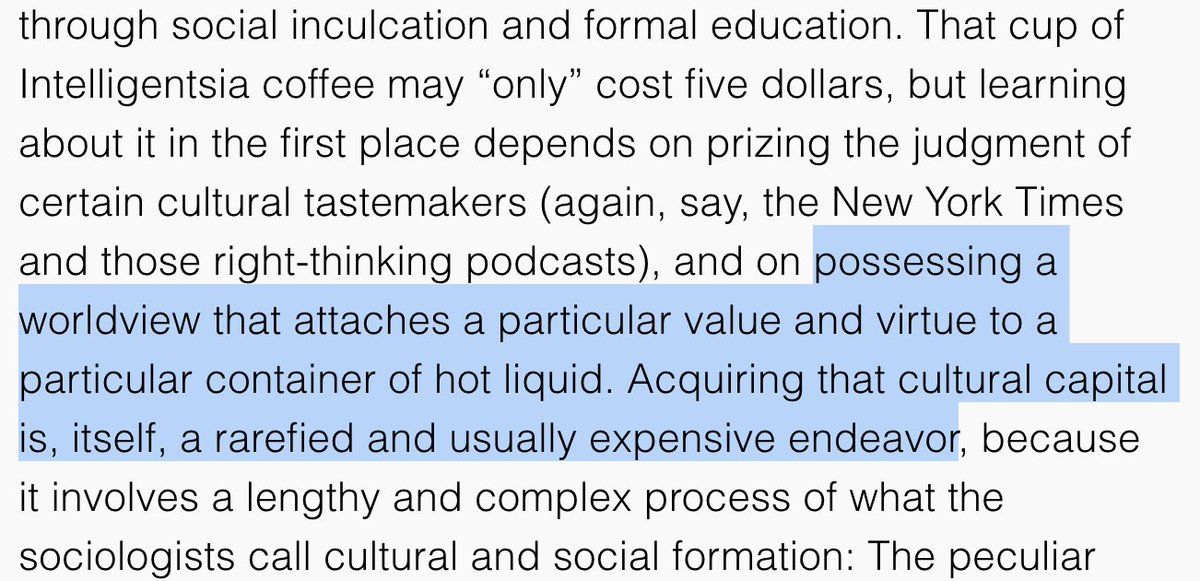 through social inculcation and formal education. That cup of
Intelligentsia coffee may “only” cost five dollars, but learning
about it in the first place depends on prizing the judgment of
certain cultural tastemakers (again, say, the New York Times
and those right-thinking podcasts), and on possessing a
worldview that attaches a particular value and virtue to a
particular container of hot liquid. Acquiring that cultural capital
is, itself, a rarefied and usually expensive endeavor, because
it involves a lengthy and complex process of what the
sociologists call cultural and social formation: The peculiar